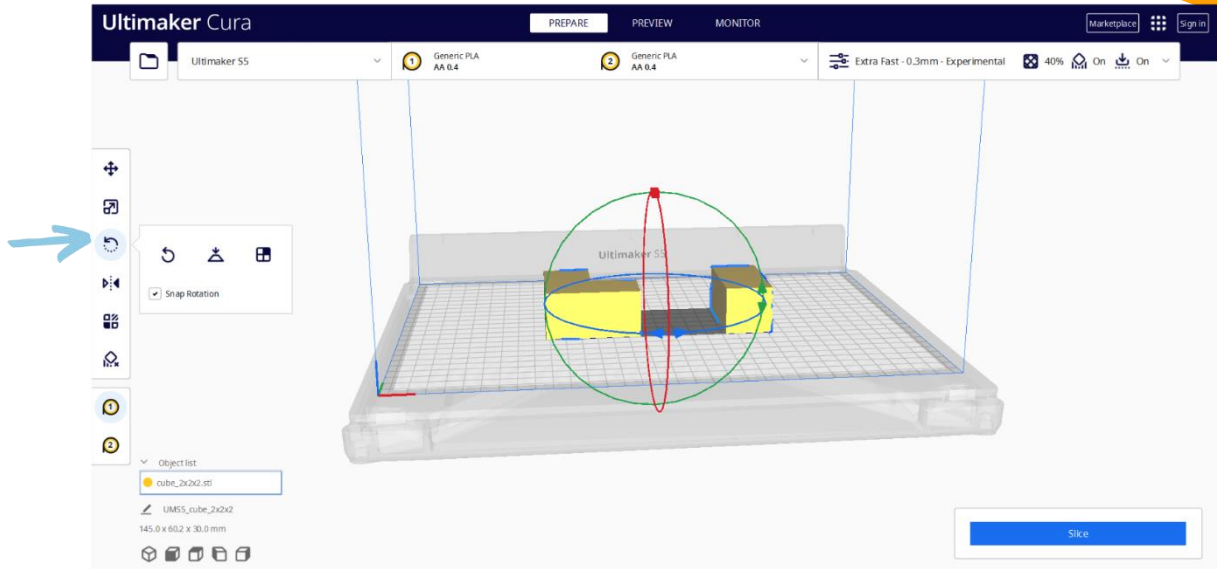 Ultimaker Cura
PREPARE
PREVIEW
MONITOR
Marketplace
Sign in
Ultimaker S5
1
Generic PLA
AA 0.4
2
Generic PLA
AA 0.4
Extra Fast - 0.3mm - Experimental
40%
On
On
Ultimaker S5
Snap Rotation
1
2
Object list
cube_2x2x2.stl
UMS5_cube_2x2x2
145.0 x 60.2 x 30.0 mm
Slice